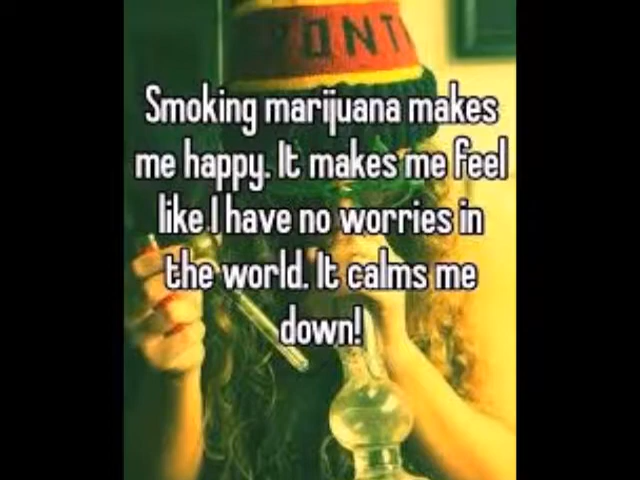 ONT
Smoking marijuana makes
me happy. It makes me feel
like I have no worries in
the world. It calms me
down!